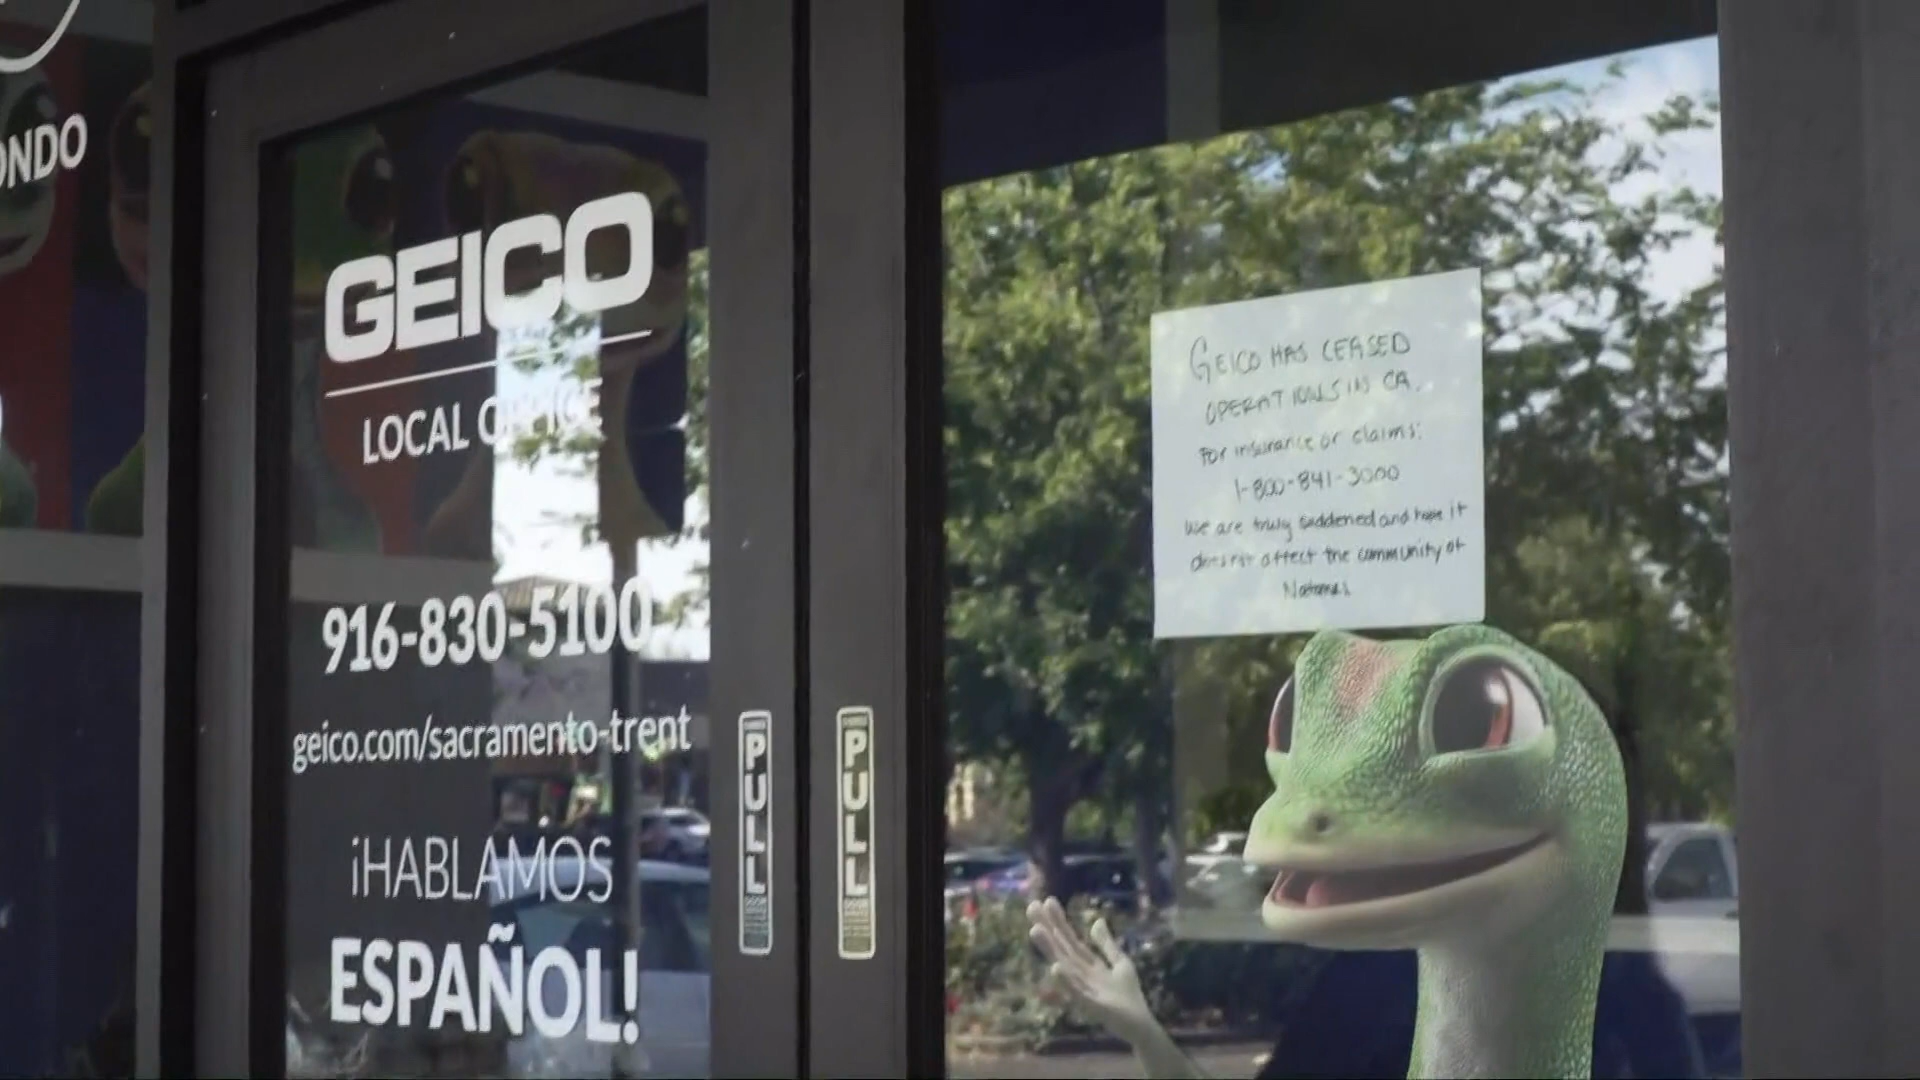 ONDO
GEICO
LOCAL OFFICE
916-830-5100
geico.com/sacramento-trent
¡HABLAMOS
ESPAÑOL!
PULL
PULL
GEICO HAS CEASED
OPERATIONS IN CA.
For insurance or claims:
1-800-841-3000
We are truly saddened and hope it
doesn't affect the community of
Natomas